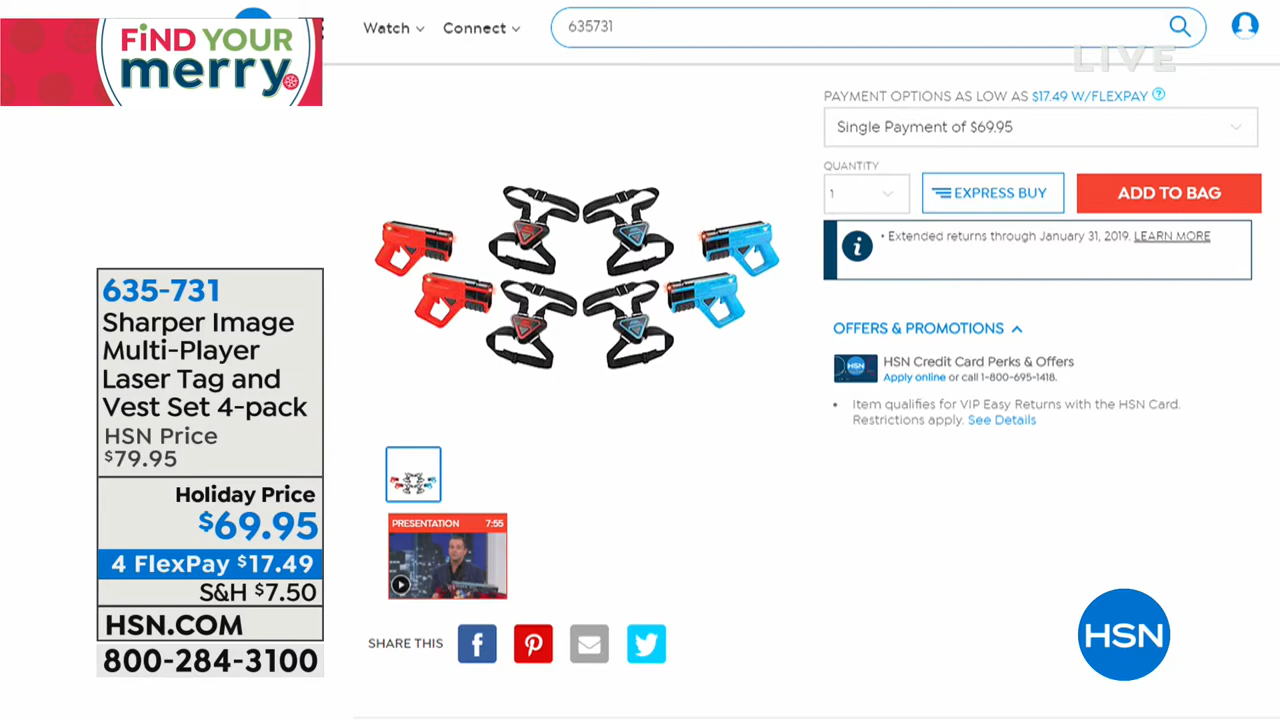 FiND YOUR
merry.
Watch
Connect
635731
LIVE
PAYMENT OPTIONS AS LOW AS $17.49 W/FLEXPAY ?
Single Payment of $69.95
QUANTITY
1
EXPRESS BUY
ADD TO BAG
i
• Extended returns through January 31, 2019. LEARN MORE
OFFERS & PROMOTIONS
HSN
HSN Credit Card Perks & Offers
Apply online or call 1-800-695-1418.
• Item qualifies for VIP Easy Returns with the HSN Card.
Restrictions apply. See Details
635-731
Sharper Image
Multi-Player
Laser Tag and
Vest Set 4-pack
HSN Price
$79.95
Holiday Price
$69.95
4 FlexPay $17.49
S&H $7.50
HSN.COM
800-284-3100
PRESENTATION 7:55
SHARE THIS
HSN